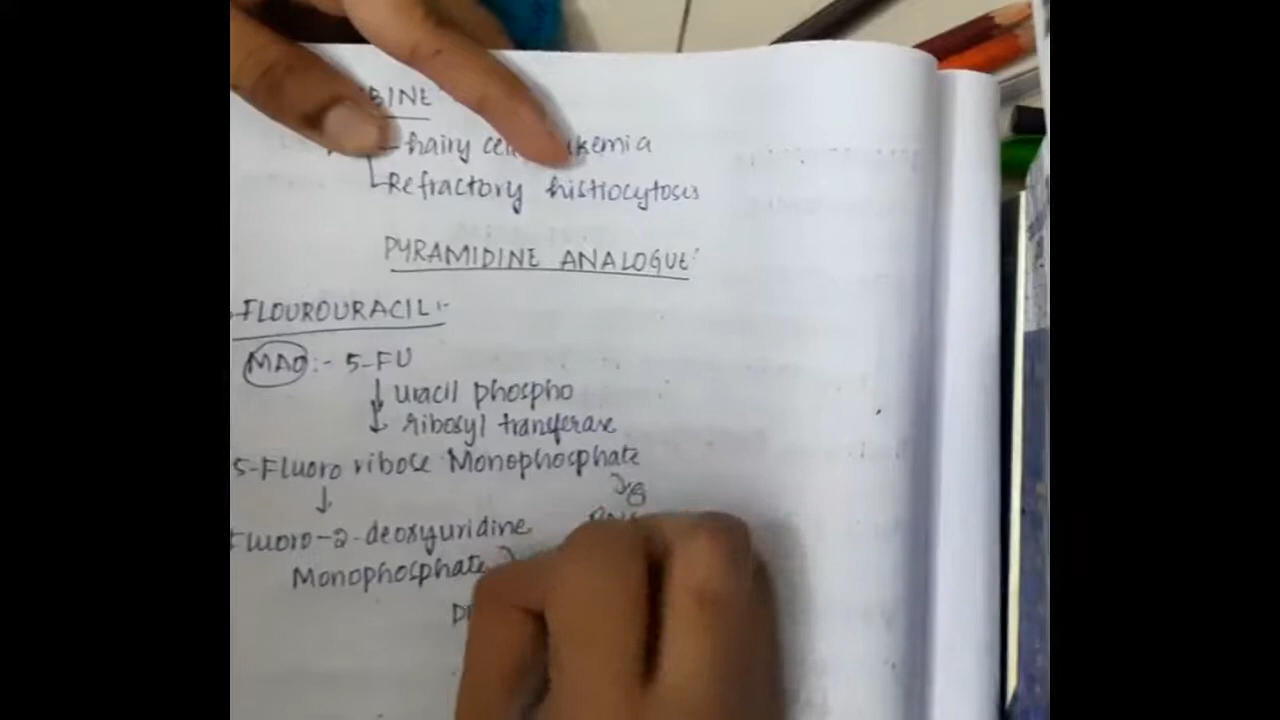 BINE
- hairy cell
Refractory histiocytoses
PYRAMIDINE ANALOGUE
FLOUROURACIL:-
MAO:- 5-FU
↓ Uracil phospho
↓ ribosyl transferase
5-Fluoro ribose Monophosphate
↓
Fluoro-2-deoxyuridine
Monophosphate